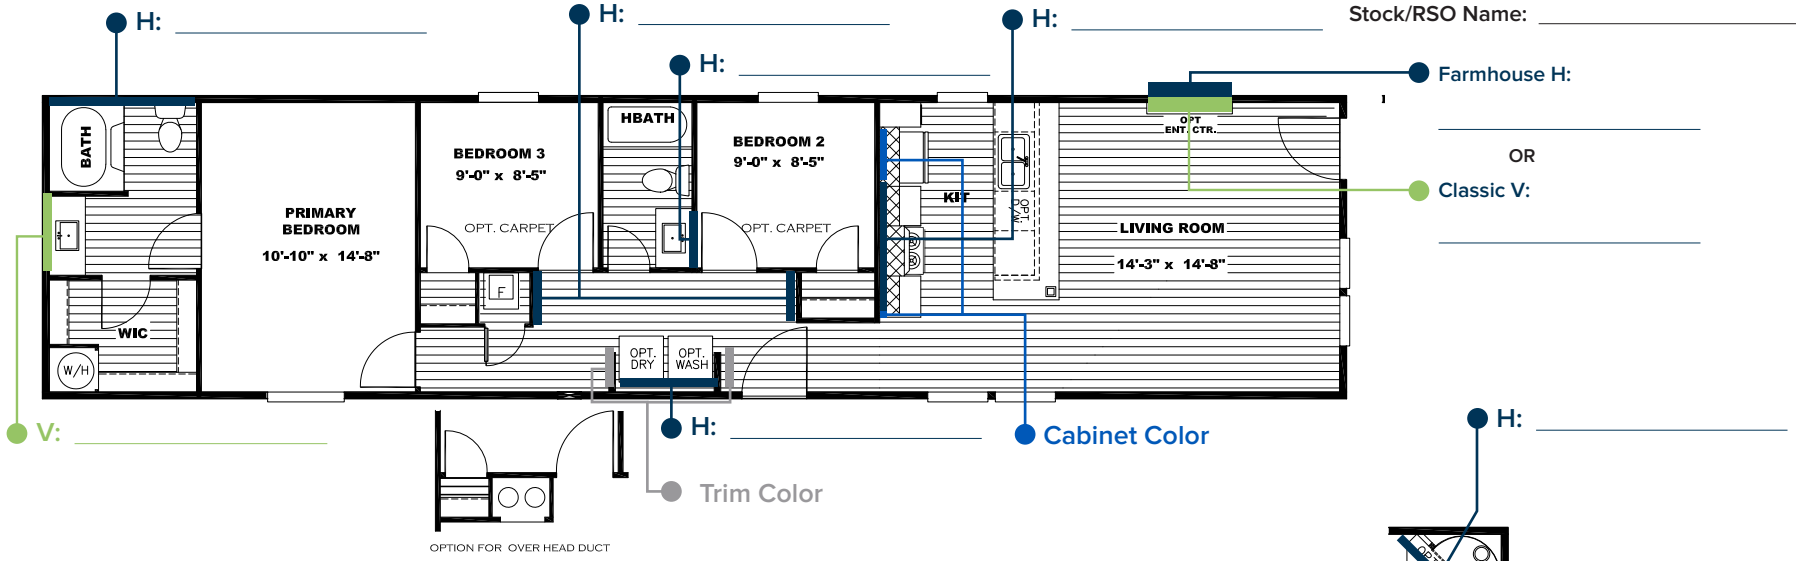 H:
H:
H:
Stock/RSO Name:
H:
Farmhouse H:
OR
Classic V:
BATH
HBATH
BEDROOM 2
9'-0" x 8'-5"
BEDROOM 3
9'-0" x 8'-5"
OPT
ENT. CTR.
PRIMARY
BEDROOM
10'-10" x 14'-8"
OPT. CARPET
OPT. CARPET
KIT
OPT.
D/W
LIVING ROOM
14'-3" x 14'-8"
F
WIC
W/H
OPT.
DRY
OPT.
WASH
V:
H:
Cabinet Color
H:
Trim Color
OPTION FOR OVER HEAD DUCT